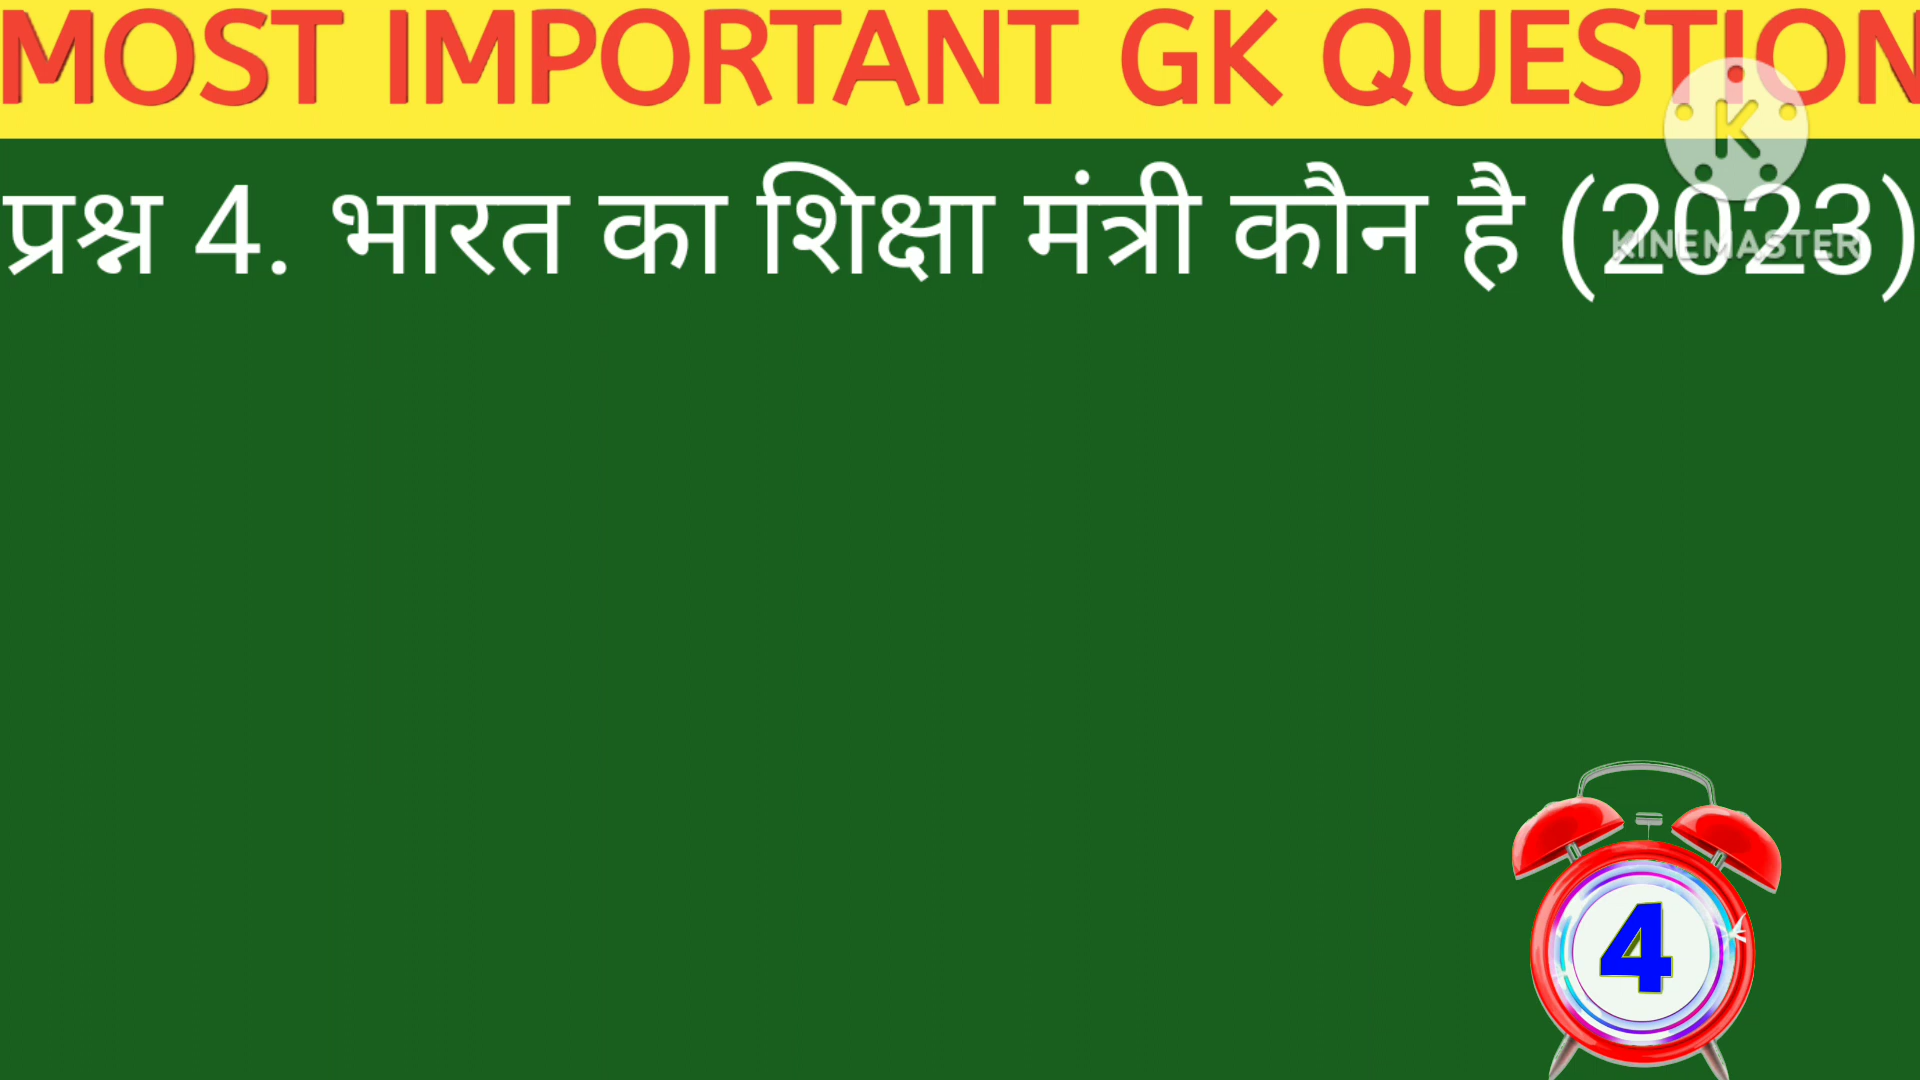 MOST IMPORTANT GK QUESTION
K
प्रश्न 4. भारत का शिक्षा मंत्री कौन है (2023)
KINEMASTER
4